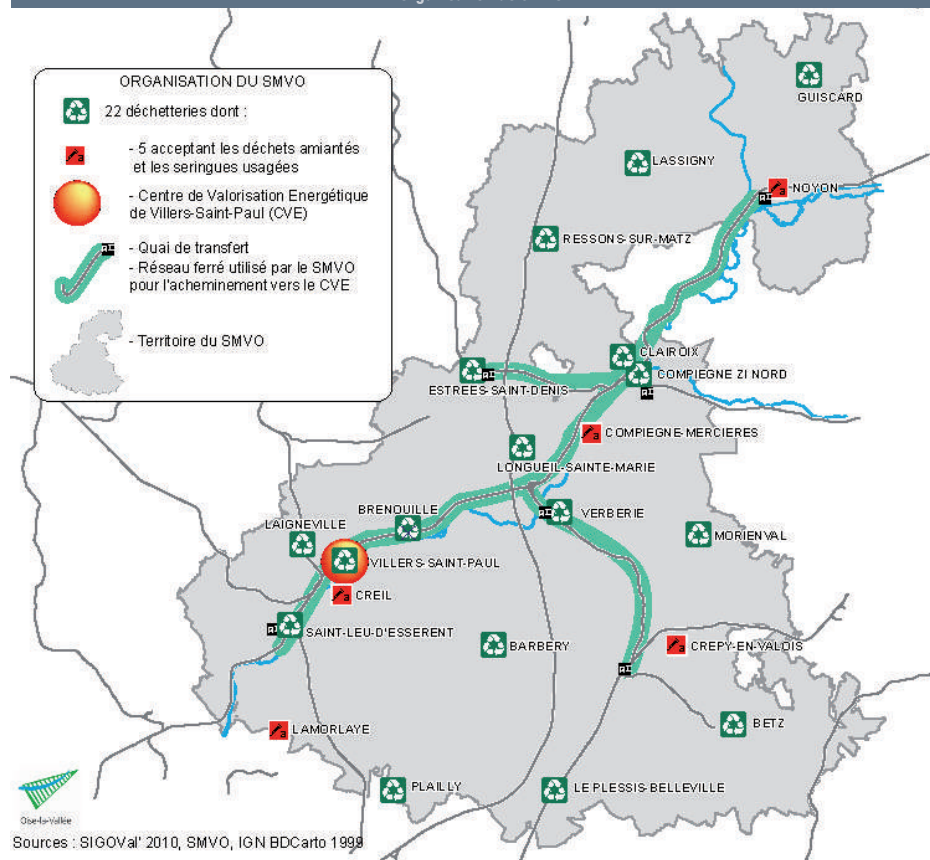 ORGANISATION DU SMVO
22 déchetteries dont :
- 5 acceptant les déchets amiantés
et les seringues usagées
- Centre de Valorisation Energétique
de Villers-Saint-Paul (CVE)
- Quai de transfert
- Réseau ferré utilisé par le SMVO
pour l'acheminement vers le CVE
- Territoire du SMVO
GUISCARD
LASSIGNY
NOYON
RESSONS-SUR-MATZ
CLAIROIX
COMPIEGNE ZI NORD
ESTREES-SAINT-DENIS
COMPIEGNE-MERCIERES
LONGUEIL-SAINTE-MARIE
BRENOUILLE
VERBERIE
LAIGNEVILLE
MORIENVAL
VILLERS-SAINT-PAUL
CREIL
SAINT-LEU-D'ESSERENT
BARBERY
CREPY-EN-VALOIS
BETZ
LAMORLAYE
PLAILLY
LE PLESSIS-BELLEVILLE
Oise-la-Vallée
Sources : SIGOVal' 2010, SMVO, IGN BDCarto 1999